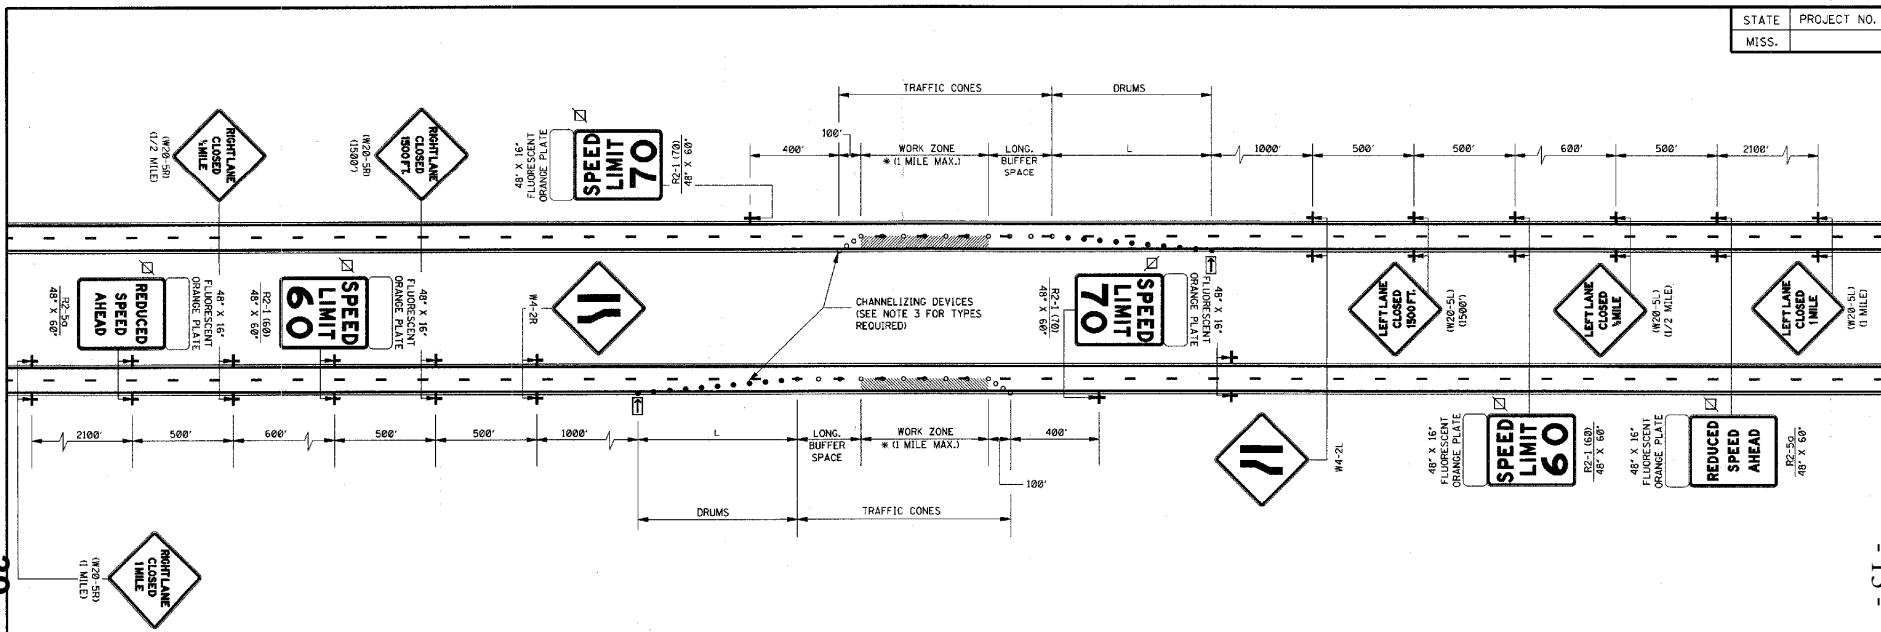 STATE PROJECT NO.
MISS.
TRAFFIC CONES
DRUMS
RIGHT LANE
CLOSED
½ MILE
(W20-5R)
(1/2 MILE)
RIGHT LANE
CLOSED
1500 FT.
(W20-5R)
(1500')
48" X 16"
FLUORESCENT
ORANGE PLATE
SPEED
LIMIT
70
R2-1 (70)
48" X 60"
400'
100'
WORK ZONE
* (1 MILE MAX.)
LONG.
BUFFER
SPACE
L
1000'
500'
500'
600'
500'
2100'
R2-5a
48" X 60"
REDUCED
SPEED
AHEAD
48" X 16"
FLUORESCENT
ORANGE PLATE
R2-1 (60)
48" X 60"
SPEED
LIMIT
60
48" X 16"
FLUORESCENT
ORANGE PLATE
W4-2R
CHANNELIZING DEVICES
(SEE NOTE 3 FOR TYPES
REQUIRED)
R2-1 (70)
48" X 60"
SPEED
LIMIT
70
48" X 16"
FLUORESCENT
ORANGE PLATE
LEFT LANE
CLOSED
1500 FT.
(W20-5L)
(1500')
LEFT LANE
CLOSED
½ MILE
(W20-5L)
(1/2 MILE)
LEFT LANE
CLOSED
1 MILE
(W20-5L)
(1 MILE)
2100'
500'
600'
500'
500'
1000'
L
LONG.
BUFFER
SPACE
WORK ZONE
* (1 MILE MAX.)
400'
100'
DRUMS
TRAFFIC CONES
W4-2L
48" X 16"
FLUORESCENT
ORANGE PLATE
SPEED
LIMIT
60
R2-1 (60)
48" X 60"
48" X 16"
FLUORESCENT
ORANGE PLATE
REDUCED
SPEED
AHEAD
R2-5a
48" X 60"
(W20-5R)
(1 MILE)
RIGHT LANE
CLOSED
1 MILE